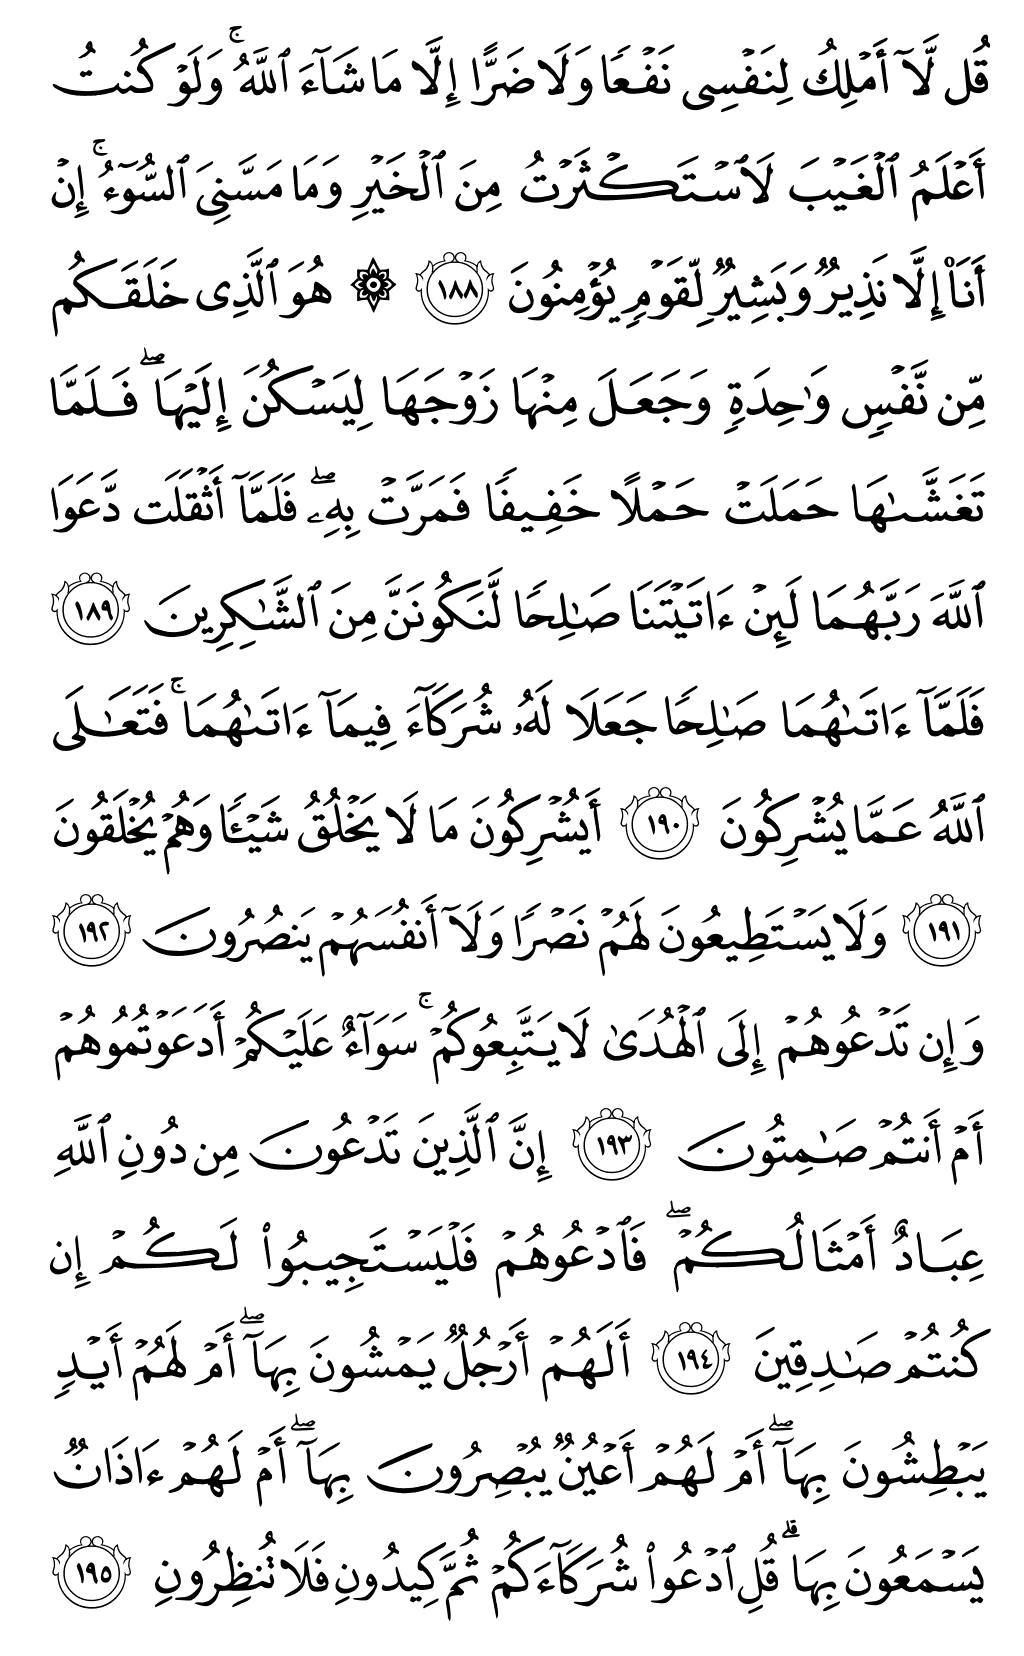 قُل لَّآ أَمْلِكُ لِنَفْسِى نَفْعًا وَلَا ضَرًّا إِلَّا مَا شَآءَ ٱللَّهُ ۚ وَلَوْ كُنتُ
أَعْلَمُ ٱلْغَيْبَ لَٱسْتَكْثَرْتُ مِنَ ٱلْخَيْرِ وَمَا مَسَّنِىَ ٱلسُّوٓءُ ۚ إِنْ
أَنَا۠ إِلَّا نَذِيرٌ وَبَشِيرٌ لِّقَوْمٍ يُؤْمِنُونَ ١٨٨ ۞ هُوَ ٱلَّذِى خَلَقَكُم
مِّن نَّفْسٍ وَٰحِدَةٍ وَجَعَلَ مِنْهَا زَوْجَهَا لِيَسْكُنَ إِلَيْهَا ۖ فَلَمَّا
تَغَشَّىٰهَا حَمَلَتْ حَمْلًا خَفِيفًا فَمَرَّتْ بِهِۦ ۖ فَلَمَّآ أَثْقَلَت دَّعَوَا
ٱللَّهَ رَبَّهُمَا لَئِنْ ءَاتَيْتَنَا صَٰلِحًا لَّنَكُونَنَّ مِنَ ٱلشَّٰكِرِينَ ١٨٩
فَلَمَّآ ءَاتَىٰهُمَا صَٰلِحًا جَعَلَا لَهُۥ شُرَكَآءَ فِيمَآ ءَاتَىٰهُمَا ۚ فَتَعَٰلَى
ٱللَّهُ عَمَّا يُشْرِكُونَ ١٩٠ أَيُشْرِكُونَ مَا لَا يَخْلُقُ شَيْـًٔا وَهُمْ يُخْلَقُونَ
١٩١ وَلَا يَسْتَطِيعُونَ لَهُمْ نَصْرًا وَلَآ أَنفُسَهُمْ يَنصُرُونَ ١٩٢
وَإِن تَدْعُوهُمْ إِلَى ٱلْهُدَىٰ لَا يَتَّبِعُوكُمْ ۚ سَوَآءٌ عَلَيْكُمْ أَدَعَوْتُمُوهُمْ
أَمْ أَنتُمْ صَٰمِتُونَ ١٩٣ إِنَّ ٱلَّذِينَ تَدْعُونَ مِن دُونِ ٱللَّهِ
عِبَادٌ أَمْثَالُكُمْ ۖ فَٱدْعُوهُمْ فَلْيَسْتَجِيبُوا۟ لَكُمْ إِن
كُنتُمْ صَٰدِقِينَ ١٩٤ أَلَهُمْ أَرْجُلٌ يَمْشُونَ بِهَآ ۖ أَمْ لَهُمْ أَيْدٍ
يَبْطِشُونَ بِهَآ ۖ أَمْ لَهُمْ أَعْيُنٌ يُبْصِرُونَ بِهَآ ۖ أَمْ لَهُمْ ءَاذَانٌ
يَسْمَعُونَ بِهَا ۗ قُلِ ٱدْعُوا۟ شُرَكَآءَكُمْ ثُمَّ كِيدُونِ فَلَا تُنظِرُونِ ١٩٥